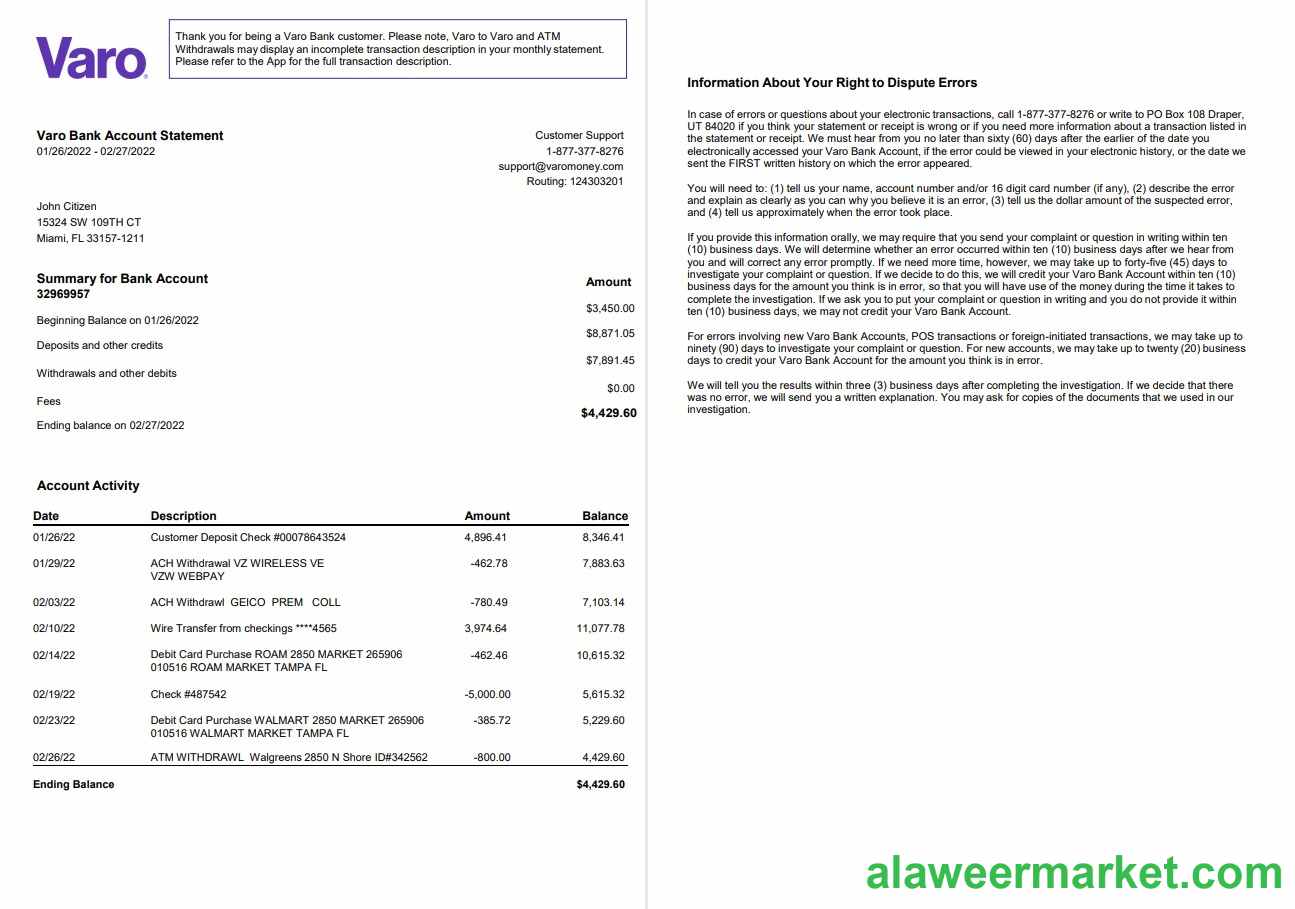 Varo
Thank you for being a Varo Bank customer. Please note, Varo to Varo and ATM
Withdrawals may display an incomplete transaction description in your monthly statement.
Please refer to the App for the full transaction description.
Varo Bank Account Statement
01/26/2022 - 02/27/2022
Customer Support
1-877-377-8276
support@varomoney.com
Routing: 124303201
John Citizen
15324 SW 109TH CT
Miami, FL 33157-1211
Summary for Bank Account
32969957
Amount
$3,450.00
Beginning Balance on 01/26/2022
$8,871.05
Deposits and other credits
$7,891.45
Withdrawals and other debits
$0.00
Fees
$4,429.60
Ending balance on 02/27/2022
Account Activity
Date Description Amount Balance
01/26/22 Customer Deposit Check #00078643524 4,896.41 8,346.41
01/29/22 ACH Withdrawal VZ WIRELESS VE -462.78 7,883.63
VZW WEBPAY
02/03/22 ACH Withdrawl GEICO PREM COLL -780.49 7,103.14
02/10/22 Wire Transfer from checkings ****4565 3,974.64 11,077.78
02/14/22 Debit Card Purchase ROAM 2850 MARKET 265906 -462.46 10,615.32
010516 ROAM MARKET TAMPA FL
02/19/22 Check #487542 -5,000.00 5,615.32
02/23/22 Debit Card Purchase WALMART 2850 MARKET 265906 -385.72 5,229.60
010516 WALMART MARKET TAMPA FL
02/26/22 ATM WITHDRAWL Walgreens 2850 N Shore ID#342562 -800.00 4,429.60
Ending Balance $4,429.60
Information About Your Right to Dispute Errors
In case of errors or questions about your electronic transactions, call 1-877-377-8276 or write to PO Box 108 Draper,
UT 84020 if you think your statement or receipt is wrong or if you need more information about a transaction listed in
the statement or receipt. We must hear from you no later than sixty (60) days after the earlier of the date you
electronically accessed your Varo Bank Account, if the error could be viewed in your electronic history, or the date we
sent the FIRST written history on which the error appeared.
You will need to: (1) tell us your name, account number and/or 16 digit card number (if any), (2) describe the error
and explain as clearly as you can why you believe it is an error, (3) tell us the dollar amount of the suspected error,
and (4) tell us approximately when the error took place.
If you provide this information orally, we may require that you send your complaint or question in writing within ten
(10) business days. We will determine whether an error occurred within ten (10) business days after we hear from
you and will correct any error promptly. If we need more time, however, we may take up to forty-five (45) days to
investigate your complaint or question. If we decide to do this, we will credit your Varo Bank Account within ten (10)
business days for the amount you think is in error, so that you will have use of the money during the time it takes to
complete the investigation. If we ask you to put your complaint or question in writing and you do not provide it within
ten (10) business days, we may not credit your Varo Bank Account.
For errors involving new Varo Bank Accounts, POS transactions or foreign-initiated transactions, we may take up to
ninety (90) days to investigate your complaint or question. For new accounts, we may take up to twenty (20) business
days to credit your Varo Bank Account for the amount you think is in error.
We will tell you the results within three (3) business days after completing the investigation. If we decide that there
was no error, we will send you a written explanation. You may ask for copies of the documents that we used in our
investigation.
alaweermarket.com